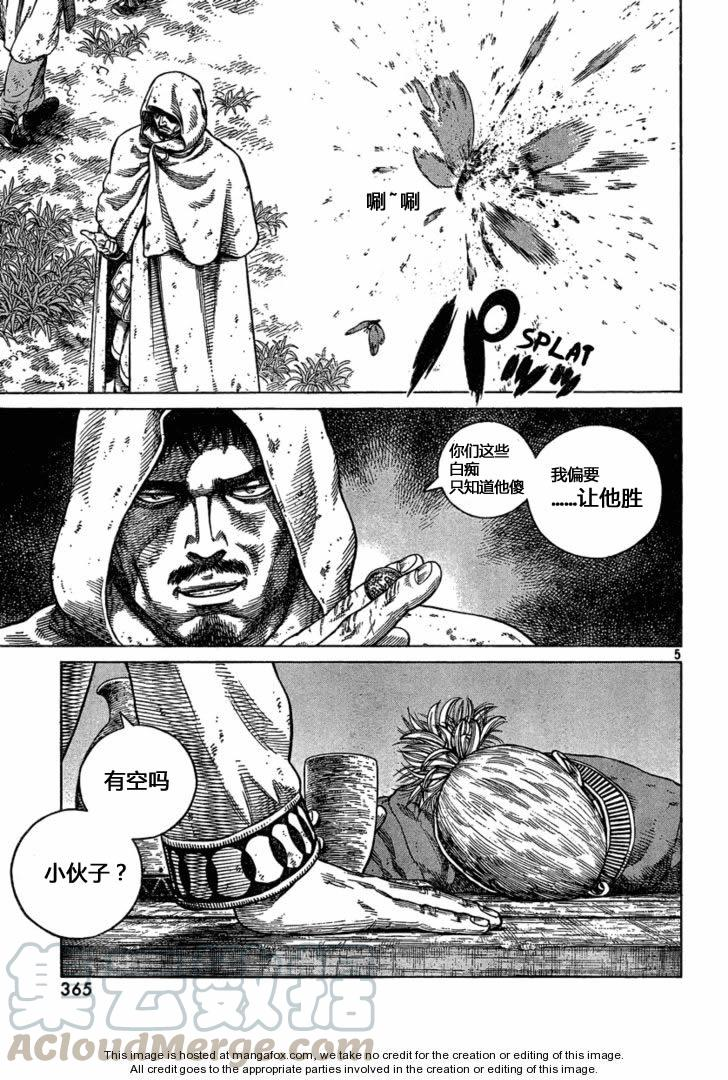 唰~唰
パッッ
SPLAT
我偏要
……让他胜
你们这些
白痴
只知道他傻
5
有空吗
小伙子？
365
集云数据
ACloudMerge.com
This image is hosted at mangafox.com, we take no credit for the creation or editing of this image.
All credit goes to the appropriate parties involved in the creation or editing of this image.